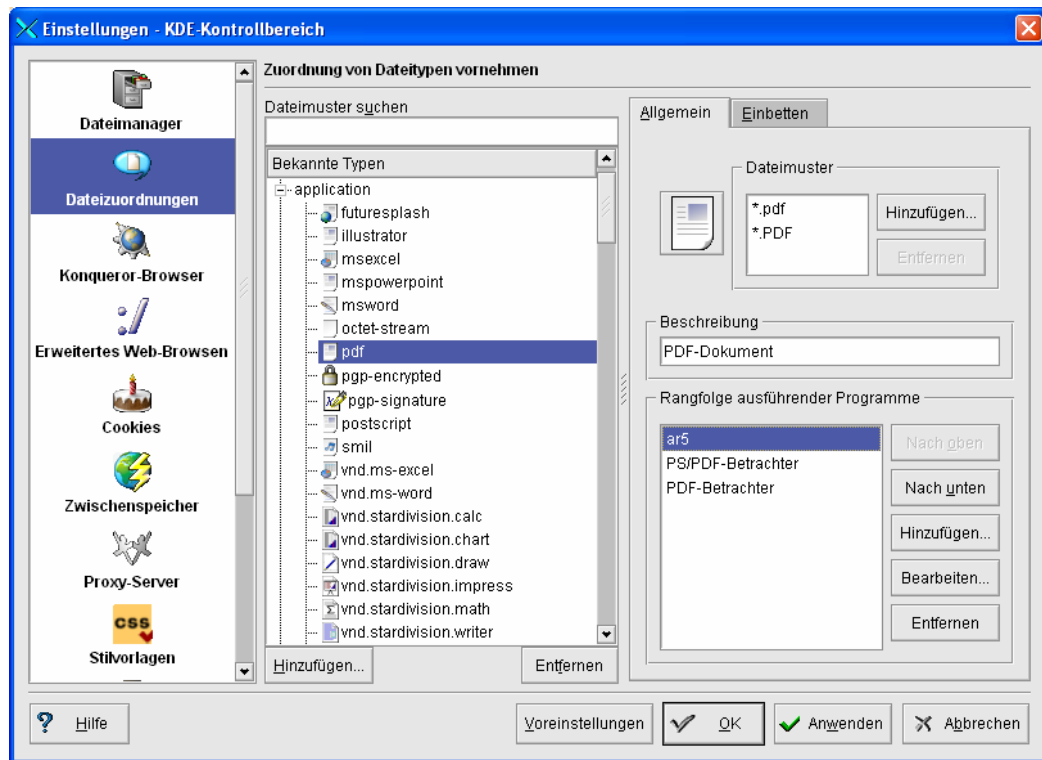 Einstellungen - KDE-Kontrollbereich
Dateimanager
Dateizuordnungen
Konqueror-Browser
Erweitertes Web-Browsen
Cookies
Zwischenspeicher
Proxy-Server
css
Stilvorlagen
Zuordnung von Dateitypen vornehmen
Dateimuster suchen
Bekannte Typen
application
futuresplash
illustrator
msexcel
mspowerpoint
msword
octet-stream
pdf
pgp-encrypted
pgp-signature
postscript
smil
vnd.ms-excel
vnd.ms-word
vnd.stardivision.calc
vnd.stardivision.chart
vnd.stardivision.draw
vnd.stardivision.impress
vnd.stardivision.math
vnd.stardivision.writer
Hinzufügen...
Entfernen
Allgemein
Einbetten
Dateimuster
*.pdf
*.PDF
Hinzufügen...
Entfernen
Beschreibung
PDF-Dokument
Rangfolge ausführender Programme
ar5
PS/PDF-Betrachter
PDF-Betrachter
Nach oben
Nach unten
Hinzufügen...
Bearbeiten...
Entfernen
Hilfe
Voreinstellungen
OK
Anwenden
Abbrechen